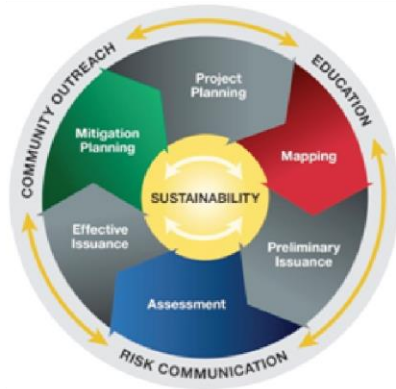 COMMUNITY OUTREACH
EDUCATION
Project
Planning
Mitigation
Planning
Mapping
SUSTAINABILITY
Effective
Issuance
Preliminary
Issuance
Assessment
RISK COMMUNICATION